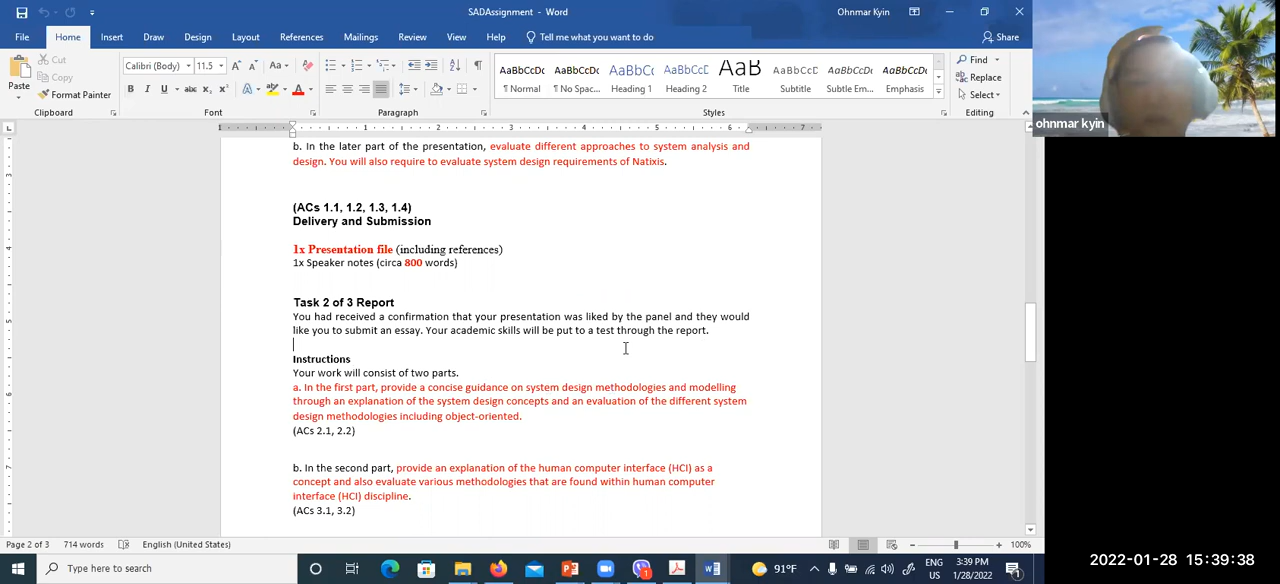 SADAssignment - Word
Ohnmar Kyin
File Home Insert Draw Design Layout References Mailings Review View Help Tell me what you want to do Share
Paste
Cut
Copy
Format Painter
Clipboard
Calibri (Body) 11.5
Font
Paragraph
AaBbCcDc AaBbCcDc AaBbC AaBbCcC AaB AaBbCcD AaBbCcDc AaBbCcDc
¶ Normal ¶ No Spac... Heading 1 Heading 2 Title Subtitle Subtle Em... Emphasis
Styles
Find
Replace
Select
Editing
ohnmar kyin
b. In the later part of the presentation, evaluate different approaches to system analysis and
design. You will also require to evaluate system design requirements of Natixis.
(ACs 1.1, 1.2, 1.3, 1.4)
Delivery and Submission
1x Presentation file (including references)
1x Speaker notes (circa 800 words)
Task 2 of 3 Report
You had received a confirmation that your presentation was liked by the panel and they would
like you to submit an essay. Your academic skills will be put to a test through the report.
Instructions
Your work will consist of two parts.
a. In the first part, provide a concise guidance on system design methodologies and modelling
through an explanation of the system design concepts and an evaluation of the different system
design methodologies including object-oriented.
(ACs 2.1, 2.2)
b. In the second part, provide an explanation of the human computer interface (HCI) as a
concept and also evaluate various methodologies that are found within human computer
interface (HCI) discipline.
(ACs 3.1, 3.2)
Page 2 of 3 714 words English (United States) 100%
Type here to search
91°F
ENG
US
3:39 PM
1/28/2022
2022-01-28 15:39:38